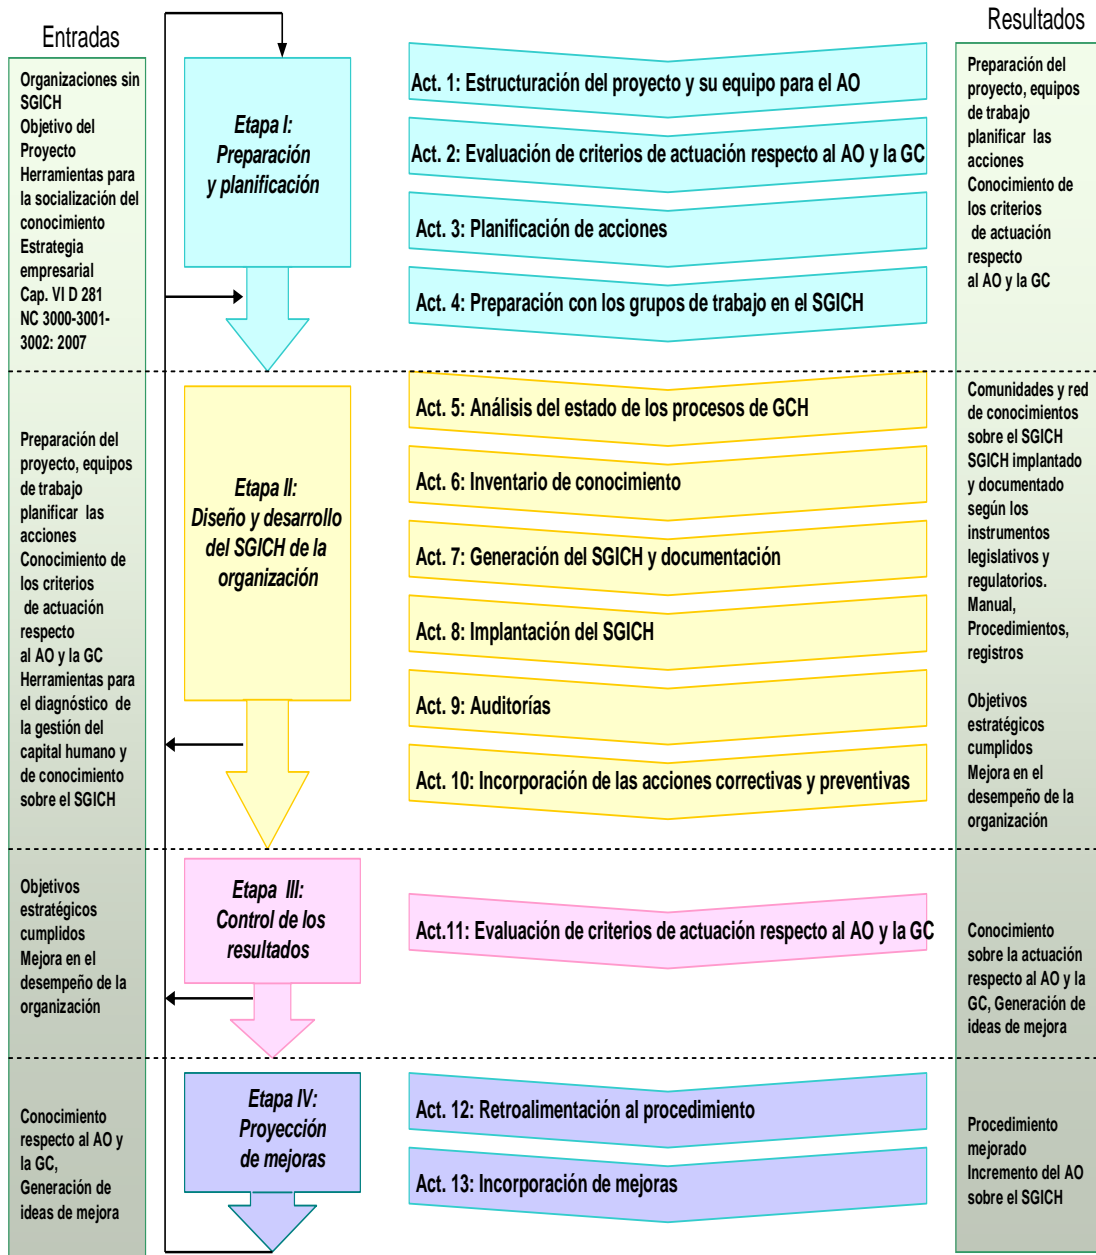 Entradas
Resultados
Organizaciones sin
SGICH
Objetivo del
Proyecto
Herramientas para
la socialización del
conocimiento
Estrategia
empresarial
Cap. VI D 281
NC 3000-3001-
3002: 2007
Etapa I:
Preparación
y planificación
Act. 1: Estructuración del proyecto y su equipo para el AO
Act. 2: Evaluación de criterios de actuación respecto al AO y la GC
Act. 3: Planificación de acciones
Act. 4: Preparación con los grupos de trabajo en el SGICH
Preparación del
proyecto, equipos
de trabajo
planificar las
acciones
Conocimiento de
los criterios
de actuación
respecto
al AO y la GC
Preparación del
proyecto, equipos
de trabajo
planificar las
acciones
Conocimiento de
los criterios
de actuación
respecto
al AO y la GC
Herramientas para
el diagnóstico de
la gestión del
capital humano y
de conocimiento
sobre el SGICH
Etapa II:
Diseño y desarrollo
del SGICH de la
organización
Act. 5: Análisis del estado de los procesos de GCH
Act. 6: Inventario de conocimiento
Act. 7: Generación del SGICH y documentación
Act. 8: Implantación del SGICH
Act. 9: Auditorías
Act. 10: Incorporación de las acciones correctivas y preventivas
Comunidades y red
de conocimientos
sobre el SGICH
SGICH implantado
y documentado
según los
instrumentos
legislativos y
regulatorios.
Manual,
Procedimientos,
registros
Objetivos
estratégicos
cumplidos
Mejora en el
desempeño de la
organización
Objetivos
estratégicos
cumplidos
Mejora en el
desempeño de la
organización
Etapa III:
Control de los
resultados
Act.11: Evaluación de criterios de actuación respecto al AO y la GC
Conocimiento
sobre la actuación
respecto al AO y la
GC, Generación de
ideas de mejora
Conocimiento
respecto al AO y
la GC,
Generación de
ideas de mejora
Etapa IV:
Proyección
de mejoras
Act. 12: Retroalimentación al procedimiento
Act. 13: Incorporación de mejoras
Procedimiento
mejorado
Incremento del AO
sobre el SGICH